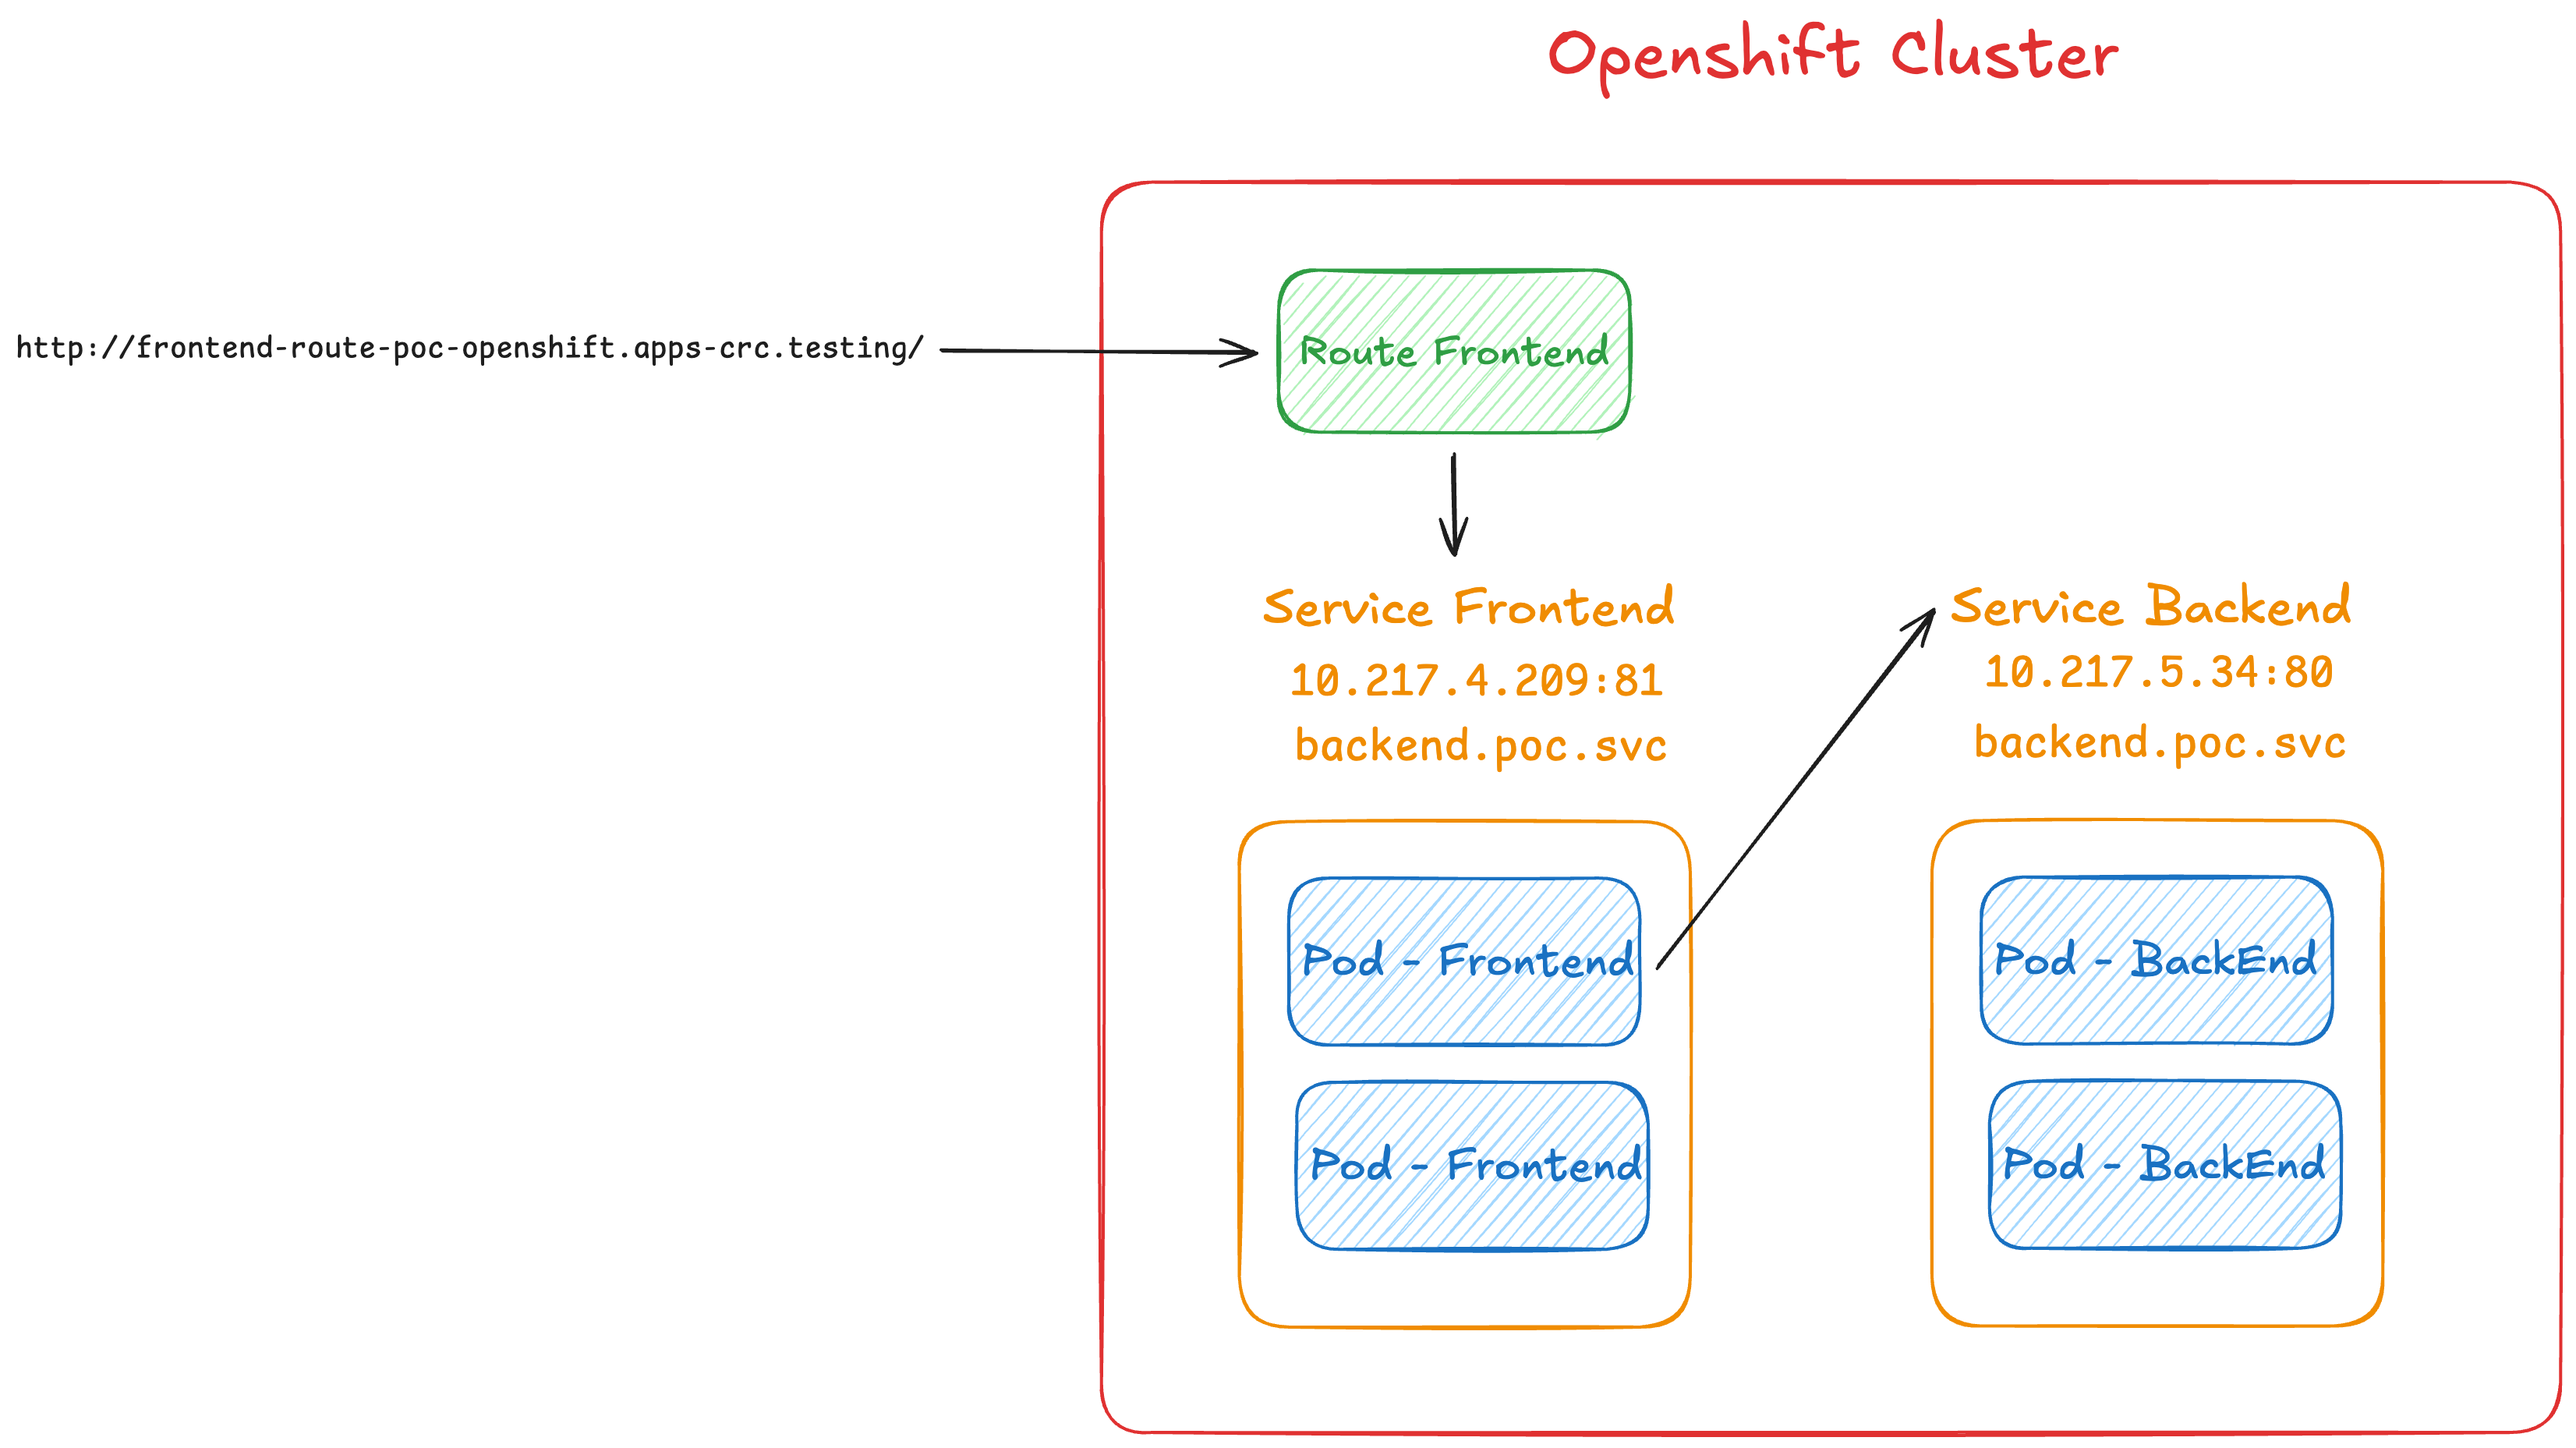 Openshift Cluster
http://frontend-route-poc-openshift.apps-crc.testing/
Route Frontend
Service Frontend
10.217.4.209:81
backend.poc.svc
Service Backend
10.217.5.34:80
backend.poc.svc
Pod - Frontend
Pod - Frontend
Pod - BackEnd
Pod - BackEnd